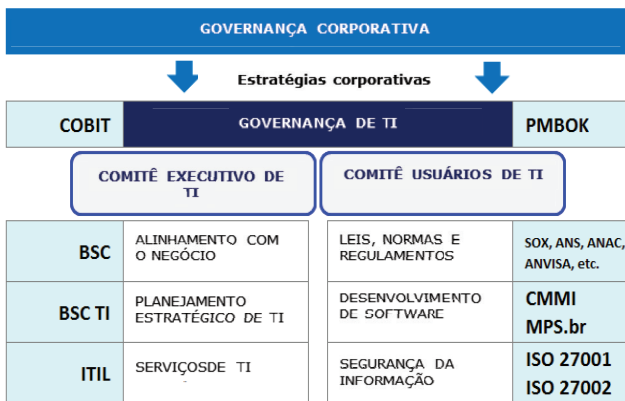 GOVERNANÇA CORPORATIVA
Estratégias corporativas
COBIT
GOVERNANÇA DE TI
PMBOK
COMITÊ EXECUTIVO DE
TI
COMITÊ USUÁRIOS DE TI
BSC
ALINHAMENTO COM
O NEGÓCIO
LEIS, NORMAS E
REGULAMENTOS
SOX, ANS, ANAC,
ANVISA, etc.
BSC TI
PLANEJAMENTO
ESTRATÉGICO DE TI
DESENVOLVIMENTO
DE SOFTWARE
CMMI
MPS.br
ITIL
SERVIÇOSDE TI
SEGURANÇA DA
INFORMAÇÃO
ISO 27001
ISO 27002